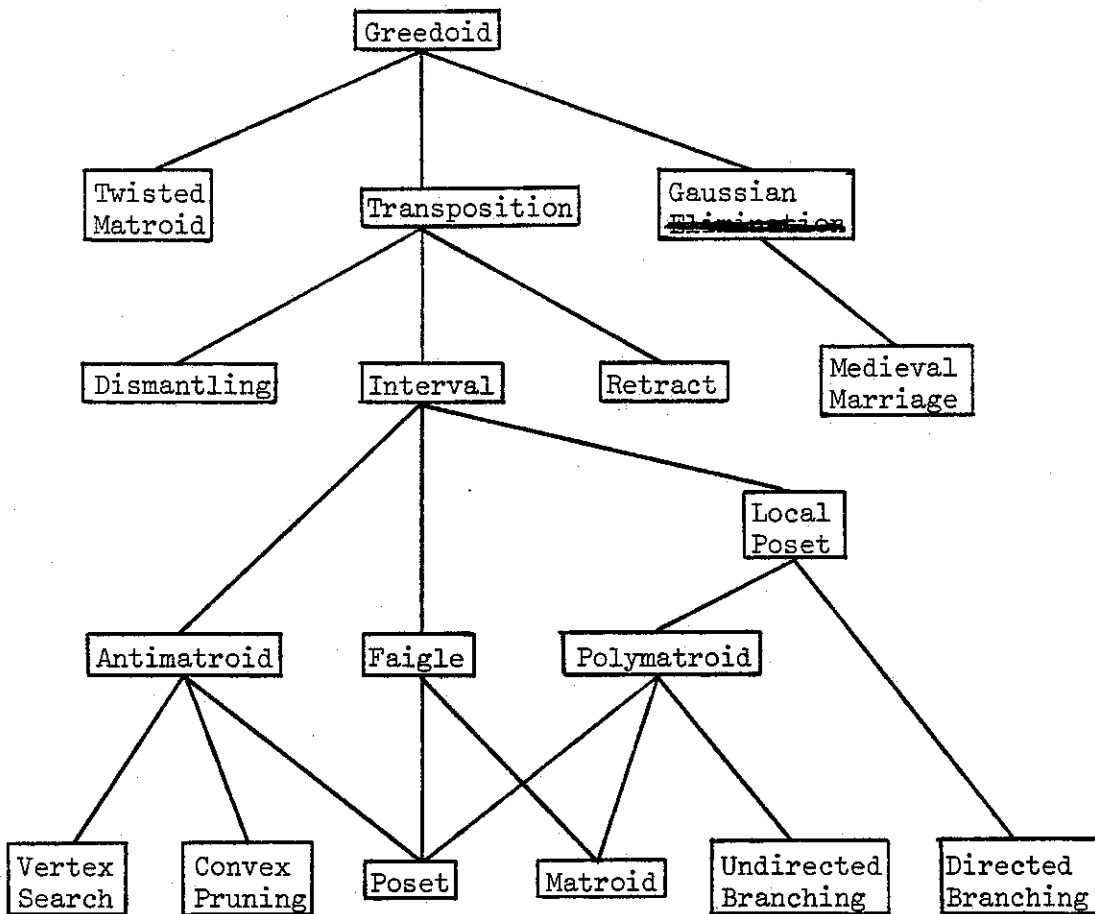 Greedoid
Twisted
Matroid
Transposition
Gaussian
Elimination
Dismantling
Interval
Retract
Medieval
Marriage
Local
Poset
Antimatroid
Faigle
Polymatroid
Vertex
Search
Convex
Pruning
Poset
Matroid
Undirected
Branching
Directed
Branching